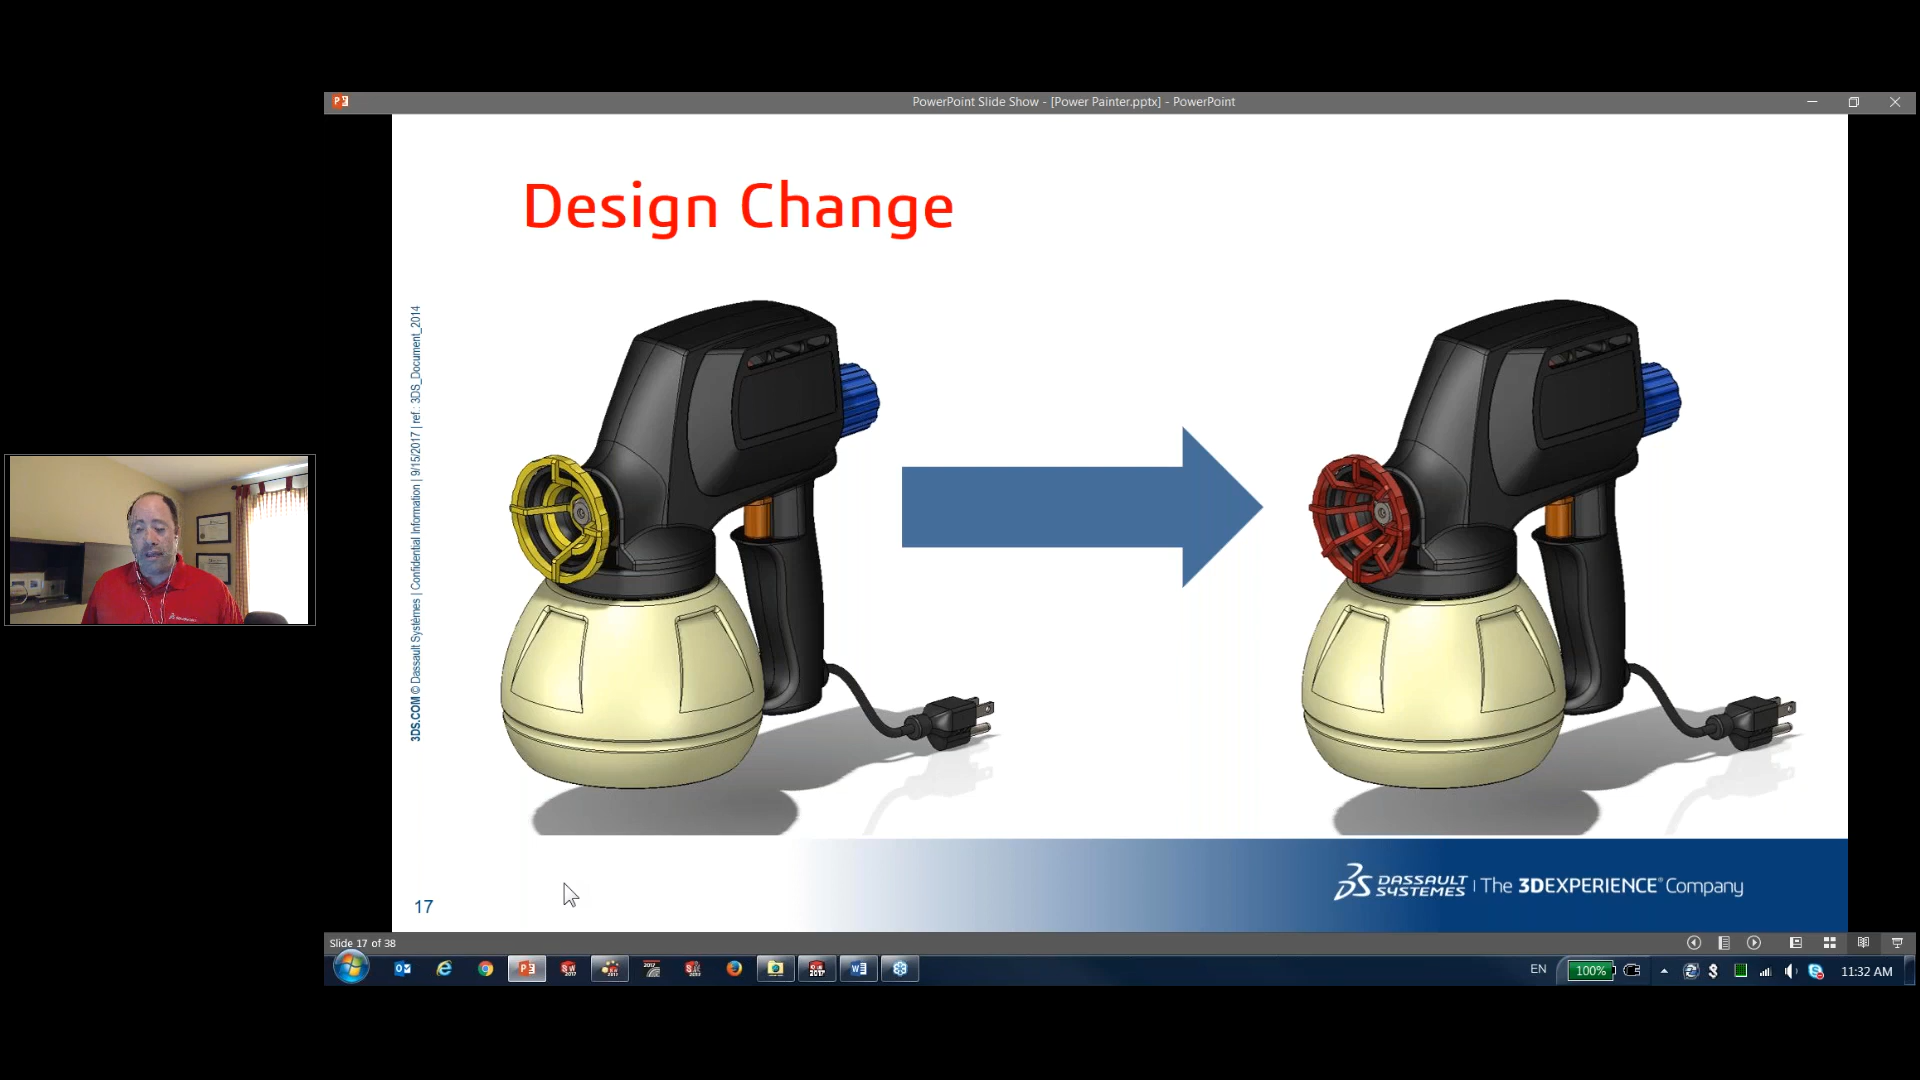 PowerPoint Slide Show - [Power Painter.pptx] - PowerPoint
Design Change
3DS.COM © Dassault Systèmes | Confidential Information | 9/15/2017 | ref.: 3DS_Document_2014
DASSAULT SYSTEMES | The 3DEXPERIENCE® Company
17
Slide 17 of 38
EN
100%
11:32 AM